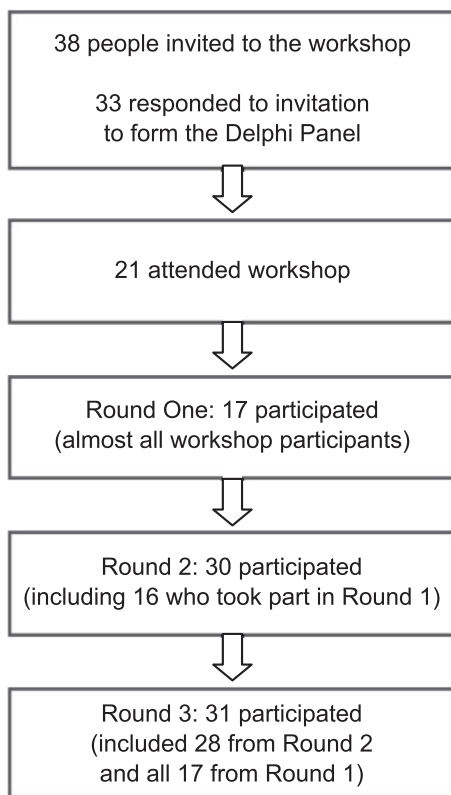 38 people invited to the workshop
33 responded to invitation
to form the Delphi Panel
21 attended workshop
Round One: 17 participated
(almost all workshop participants)
Round 2: 30 participated
(including 16 who took part in Round 1)
Round 3: 31 participated
(included 28 from Round 2
and all 17 from Round 1)